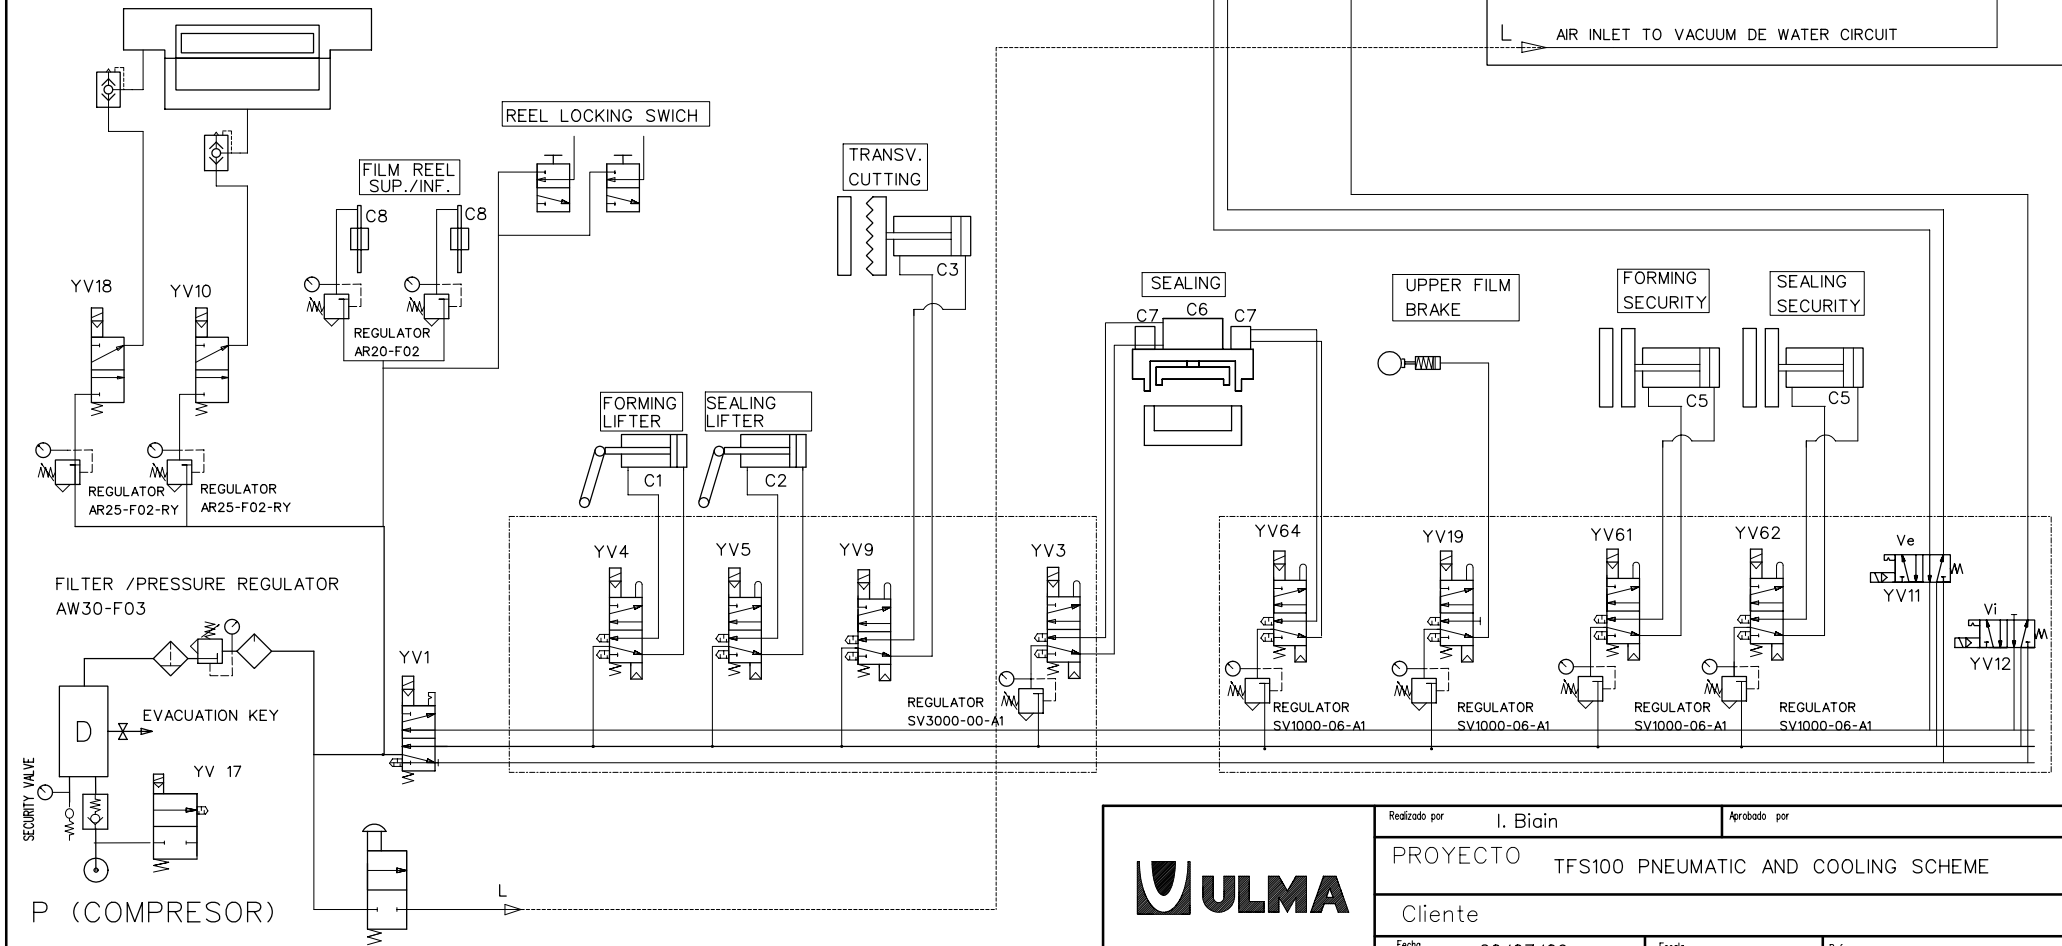 L
AIR INLET TO VACUUM DE WATER CIRCUIT
REEL LOCKING SWICH
FILM REEL
SUP./INF.
C8
C8
TRANSV.
CUTTING
C3
YV18
YV10
REGULATOR
AR20-F02
SEALING
C7
C6
C7
UPPER FILM
BRAKE
FORMING
SECURITY
SEALING
SECURITY
C5
C5
FORMING
LIFTER
SEALING
LIFTER
C1
C2
REGULATOR
AR25-F02-RY
REGULATOR
AR25-F02-RY
YV4
YV5
YV9
YV3
YV64
YV19
YV61
YV62
Ve
YV11
Vi
YV12
FILTER /PRESSURE REGULATOR
AW30-F03
YV1
REGULATOR
SV3000-00-A1
REGULATOR
SV1000-06-A1
REGULATOR
SV1000-06-A1
REGULATOR
SV1000-06-A1
REGULATOR
SV1000-06-A1
D
EVACUATION KEY
SECURITY VALVE
YV 17
L
P (COMPRESOR)
ULMA
Realizado por I. Biain
Aprobado por
PROYECTO TFS100 PNEUMATIC AND COOLING SCHEME
Cliente